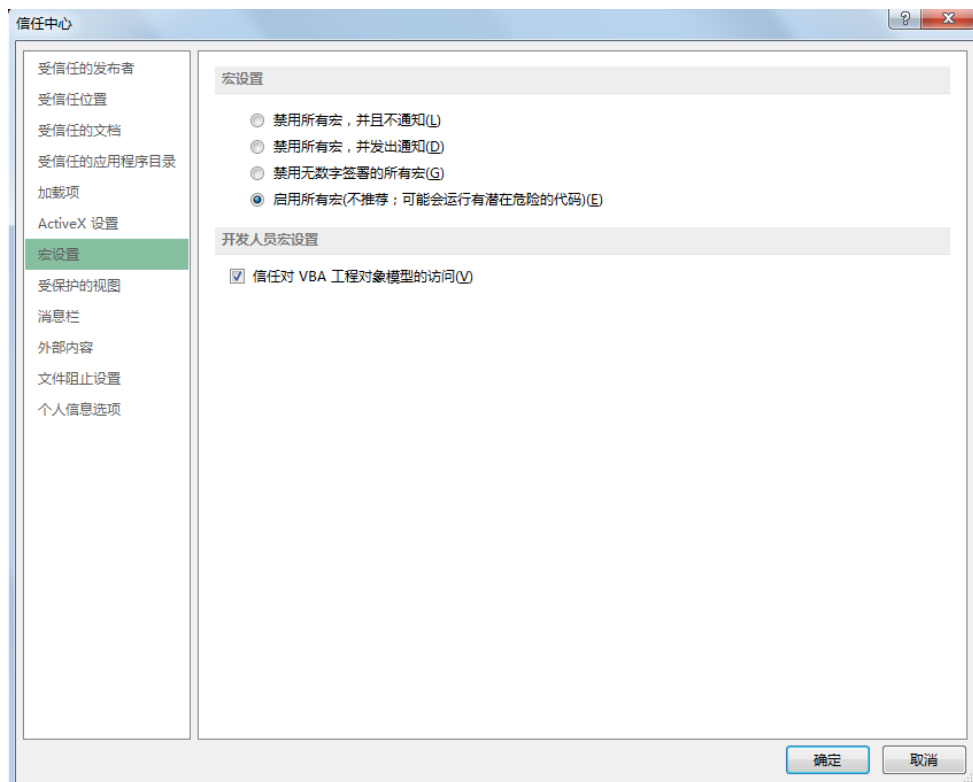 信任中心
受信任的发布者
受信任位置
受信任的文档
受信任的应用程序目录
加载项
ActiveX 设置
宏设置
受保护的视图
消息栏
外部内容
文件阻止设置
个人信息选项
宏设置
禁用所有宏，并且不通知(L)
禁用所有宏，并发出通知(D)
禁用无数字签署的所有宏(G)
启用所有宏(不推荐；可能会运行有潜在危险的代码)(E)
开发人员宏设置
信任对 VBA 工程对象模型的访问(V)
确定
取消